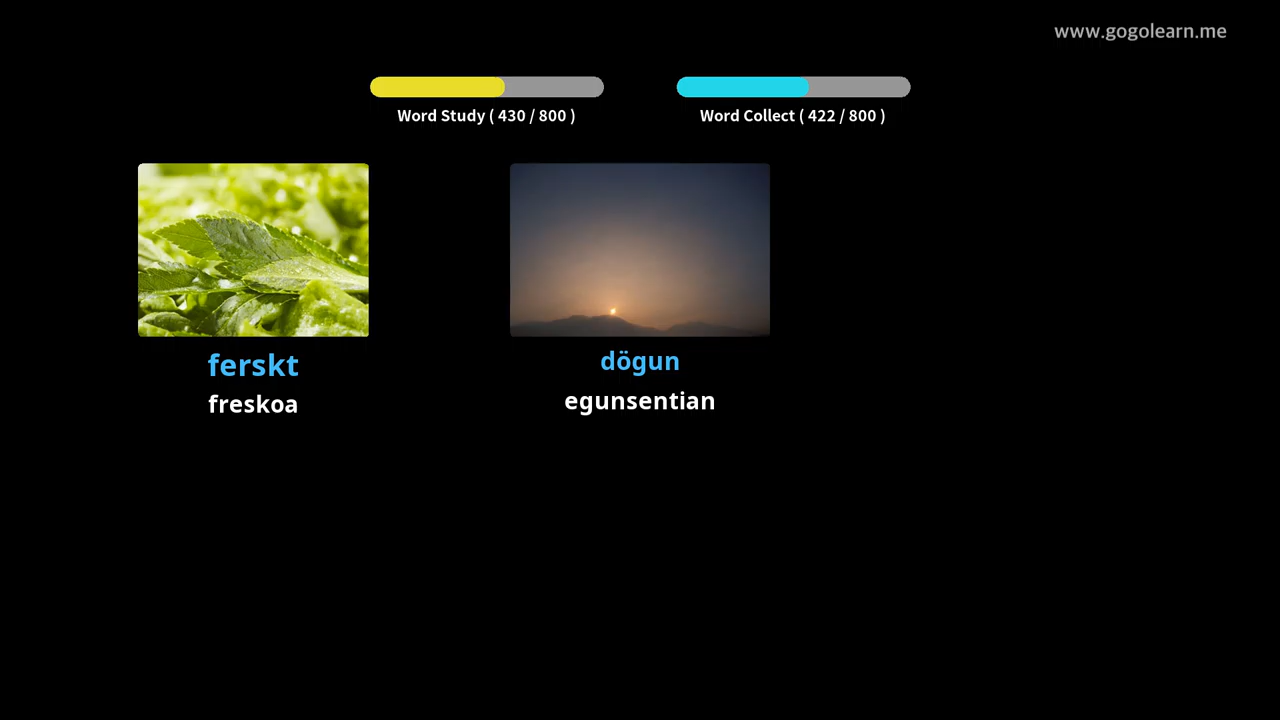 www.gogolearn.me
Word Study ( 430 / 800 )
Word Collect ( 422 / 800 )
ferskt
freskoa
dögun
egunsentian